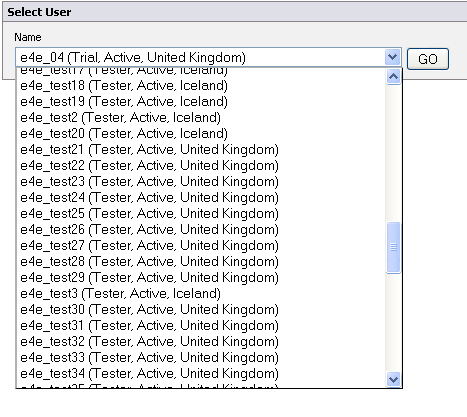 Select User
Name
e4e_04 (Trial, Active, United Kingdom)
GO
e4e_test17 (Tester, Active, Iceland)
e4e_test18 (Tester, Active, Iceland)
e4e_test19 (Tester, Active, Iceland)
e4e_test2 (Tester, Active, Iceland)
e4e_test20 (Tester, Active, Iceland)
e4e_test21 (Tester, Active, United Kingdom)
e4e_test22 (Tester, Active, United Kingdom)
e4e_test23 (Tester, Active, United Kingdom)
e4e_test24 (Tester, Active, United Kingdom)
e4e_test25 (Tester, Active, United Kingdom)
e4e_test26 (Tester, Active, United Kingdom)
e4e_test27 (Tester, Active, United Kingdom)
e4e_test28 (Tester, Active, United Kingdom)
e4e_test29 (Tester, Active, United Kingdom)
e4e_test3 (Tester, Active, Iceland)
e4e_test30 (Tester, Active, United Kingdom)
e4e_test31 (Tester, Active, United Kingdom)
e4e_test32 (Tester, Active, United Kingdom)
e4e_test33 (Tester, Active, United Kingdom)
e4e_test34 (Tester, Active, United Kingdom)
e4e_test35 (Tester, Active, United Kingdom)